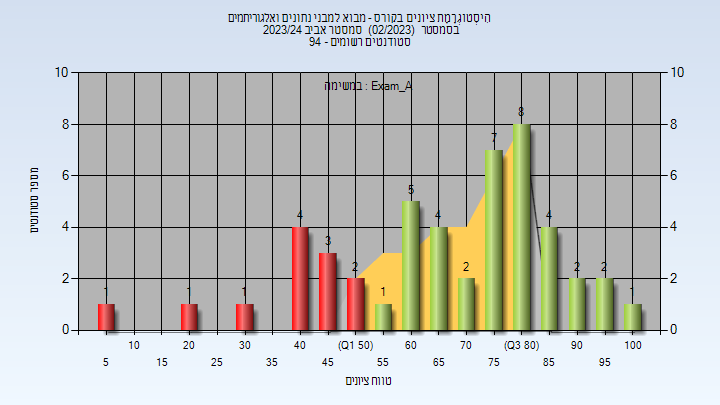 הִיסְטוֹגְרָמַת ציונים בקורס - מבוא למבני נתונים ואלגוריתמים
בסמסטר (02/2023) סמסטר אביב 2023/24
סטודנטים רשומים - 94
במשימה : Exam_A
מספר סטודנטים
10 10
8 8
6 6
4 4
2 2
0 0
1 1 1 4 3 2 1 5 4 2 7 8 4 2 2 1
10 20 30 40 (Q1 50) 60 70 (Q3 80) 90 100
5 15 25 35 45 55 65 75 85 95
טווח ציונים